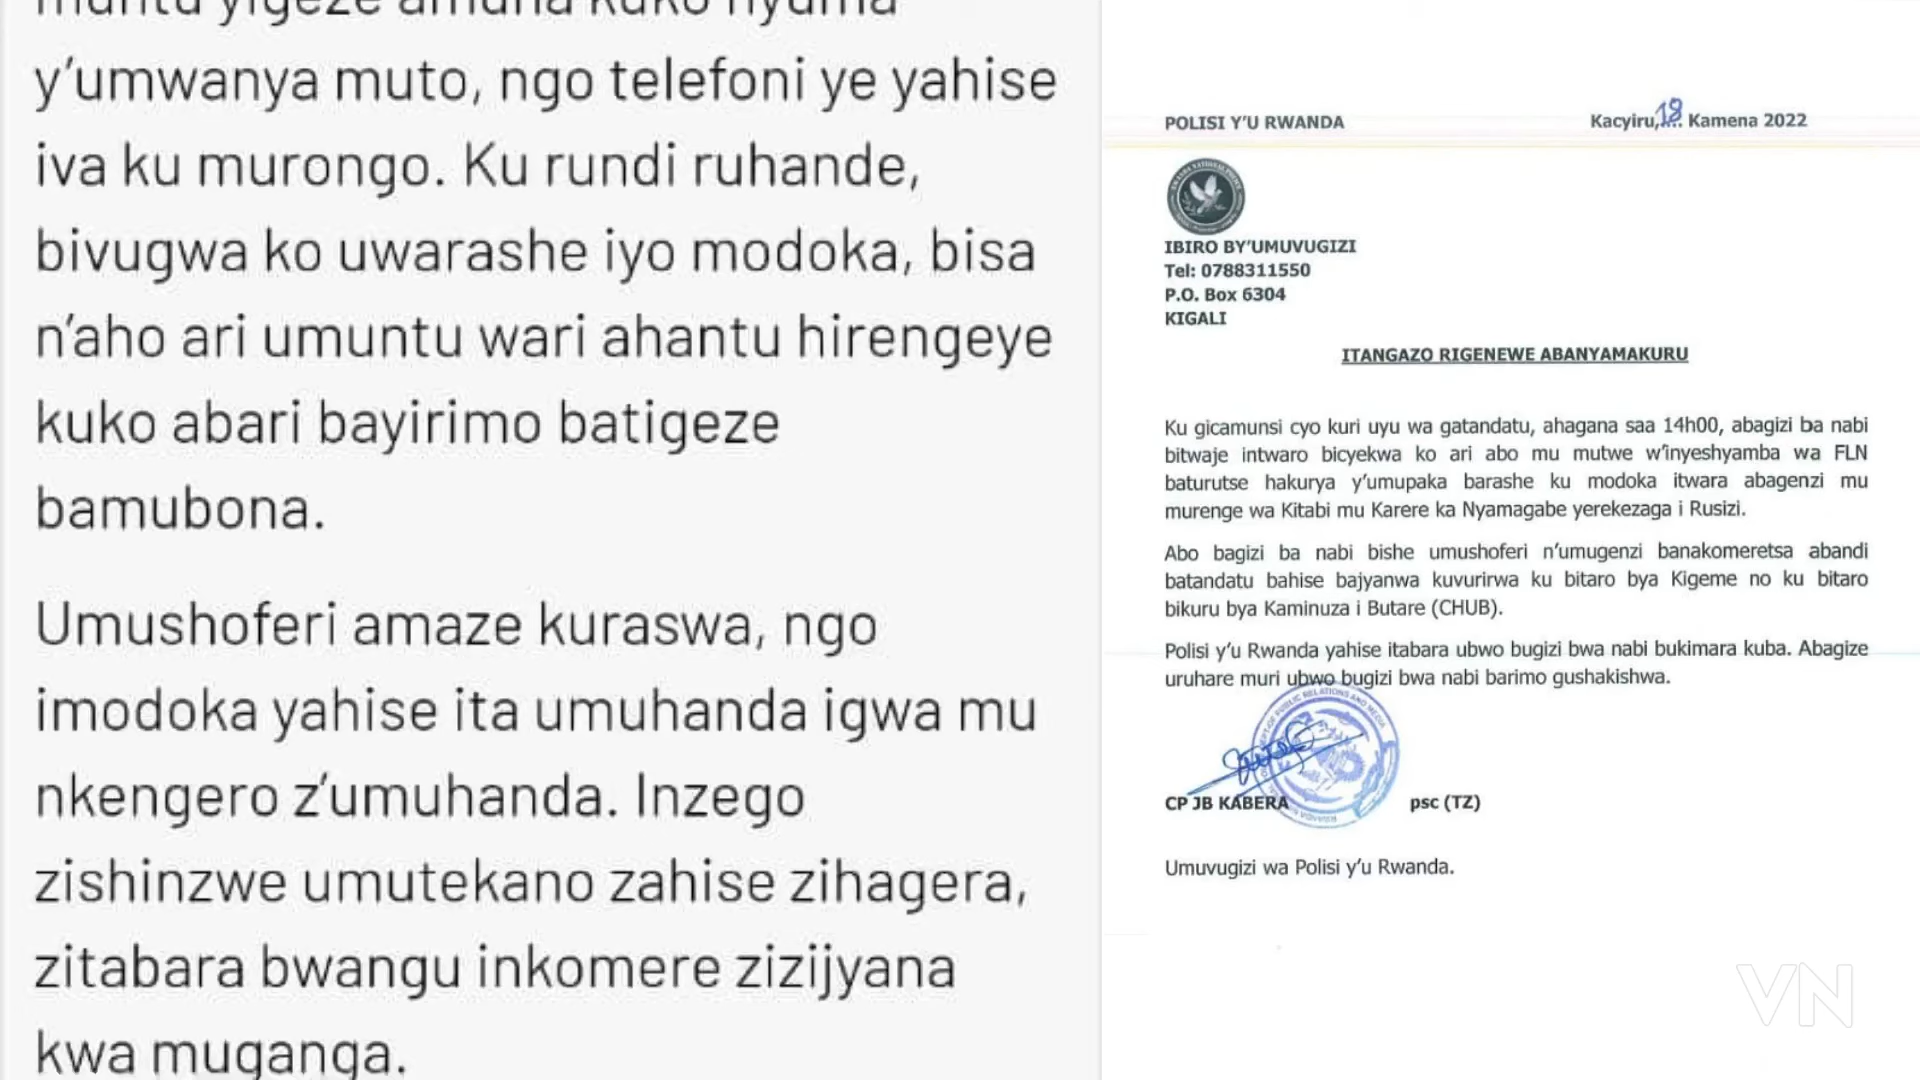 y'umwanya muto, ngo telefoni ye yahise
iva ku murongo. Ku rundi ruhande,
bivugwa ko uwarashe iyo modoka, bisa
n'aho ari umuntu wari ahantu hirengeye
kuko abari bayirimo batigeze
bamubona.
Umushoferi amaze kuraswa, ngo
imodoka yahise ita umuhanda igwa mu
nkengero z'umuhanda. Inzego
zishinzwe umutekano zahise zihagera,
zitabara bwangu inkomere zizijyana
kwa muganga.
POLISI Y'U RWANDA
Kacyiru, 18 Kamena 2022
IBIRO BY'UMUVUGIZI
Tel: 0788311550
P.O. Box 6304
KIGALI
ITANGAZO RIGENEWE ABANYAMAKURU
Ku gicamunsi cyo kuri uyu wa gatandatu, ahagana saa 14h00, abagizi ba nabi
bitwaje intwaro bicyekwa ko ari abo mu mutwe w'inyeshyamba wa FLN
baturutse hakurya y'umupaka barashe ku modoka itwara abagenzi mu
murenge wa Kitabi mu Karere ka Nyamagabe yerekezaga i Rusizi.
Abo bagizi ba nabi bishe umushoferi n'umugenzi banakomeretsa abandi
batandatu bahise bajyanwa kuvurirwa ku bitaro bya Kigeme no ku bitaro
bikuru bya Kaminuza i Butare (CHUB).
Polisi y'u Rwanda yahise itabara ubwo bugizi bwa nabi bukimara kuba. Abagize
uruhare muri ubwo bugizi bwa nabi barimo gushakishwa.
CP JB KABERA psc (TZ)
Umuvugizi wa Polisi y'u Rwanda.
VN